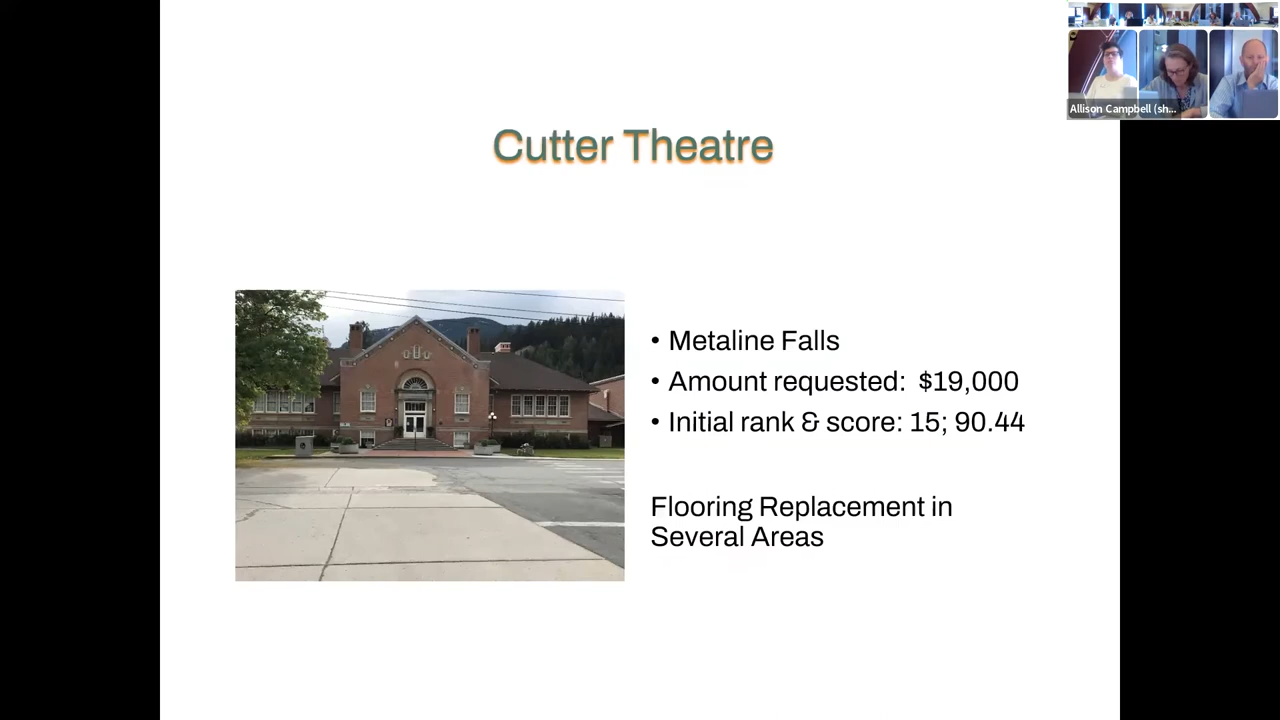 Allison Campbell (sh...
Cutter Theatre
• Metaline Falls
• Amount requested: $19,000
• Initial rank & score: 15; 90.44
Flooring Replacement in
Several Areas